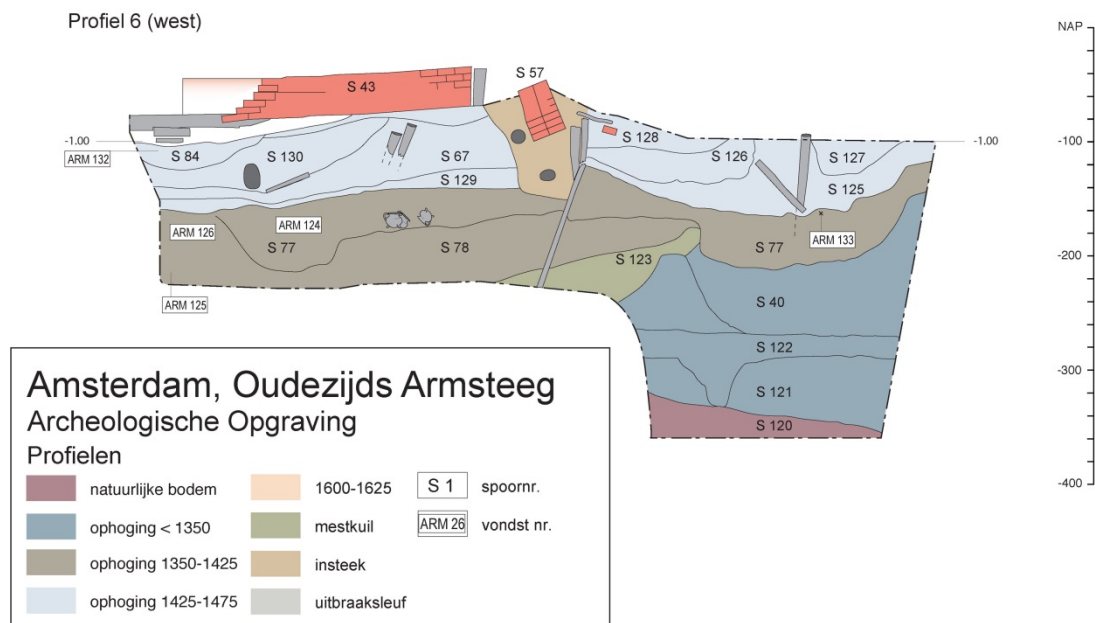 Profiel 6 (west)
NAP
S 43
S 57
-1.00
S 84
S 130
S 67
S 128
S 126
S 127
-1.00
-100
ARM 132
S 129
S 125
ARM 126
ARM 124
S 77
S 78
S 123
S 77
ARM 133
-200
ARM 125
S 40
S 122
-300
S 121
S 120
-400
Amsterdam, Oudezijds Armsteeg
Archeologische Opgraving
Profielen
natuurlijke bodem
ophoging < 1350
ophoging 1350-1425
ophoging 1425-1475
1600-1625
mestkuil
insteek
uitbraaksleuf
S 1 spoornr.
ARM 26 vondst nr.